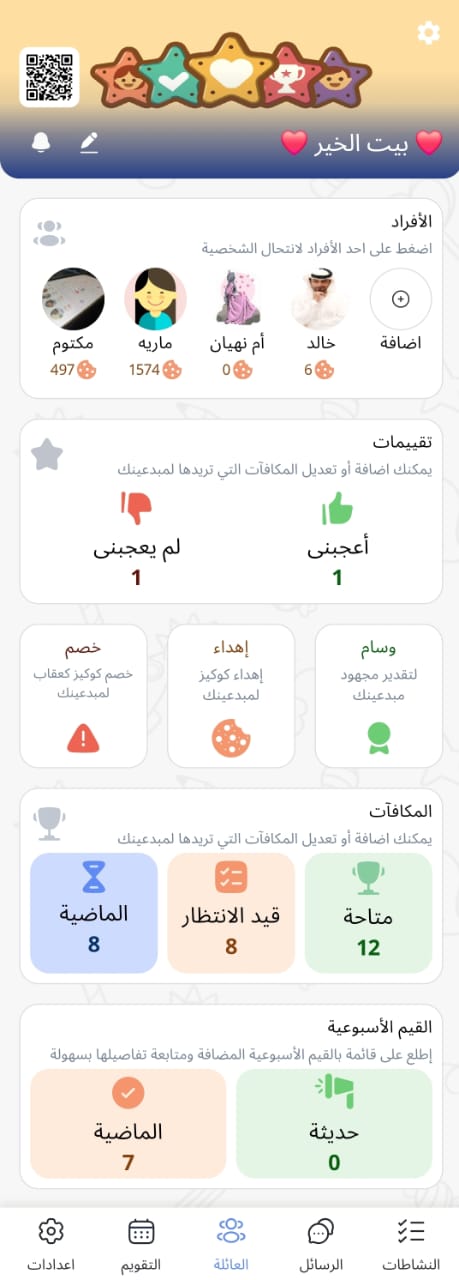 ❤️ بيت الخير ❤️
الأفراد
اضغط على احد الأفراد لانتحال الشخصية
اضافة
خالد
أم نهيان
ماريه
مكتوم
6
0
1574
497
تقييمات
يمكنك اضافة أو تعديل المكافآت التي تريدها لمبدعينك
أعجبنى
لم يعجبنى
1
1
وسام
لتقدير مجهود
مبدعينك
إهداء
إهداء كوكيز
لمبدعينك
خصم
خصم كوكيز كعقاب
لمبدعينك
المكافآت
يمكنك اضافة أو تعديل المكافآت التي تريدها لمبدعينك
متاحة
12
قيد الانتظار
8
الماضية
8
القيم الأسبوعية
إطلع على قائمة بالقيم الأسبوعية المضافة ومتابعة تفاصيلها بسهولة
حديثة
0
الماضية
7
النشاطات
الرسائل
العائلة
التقويم
اعدادات